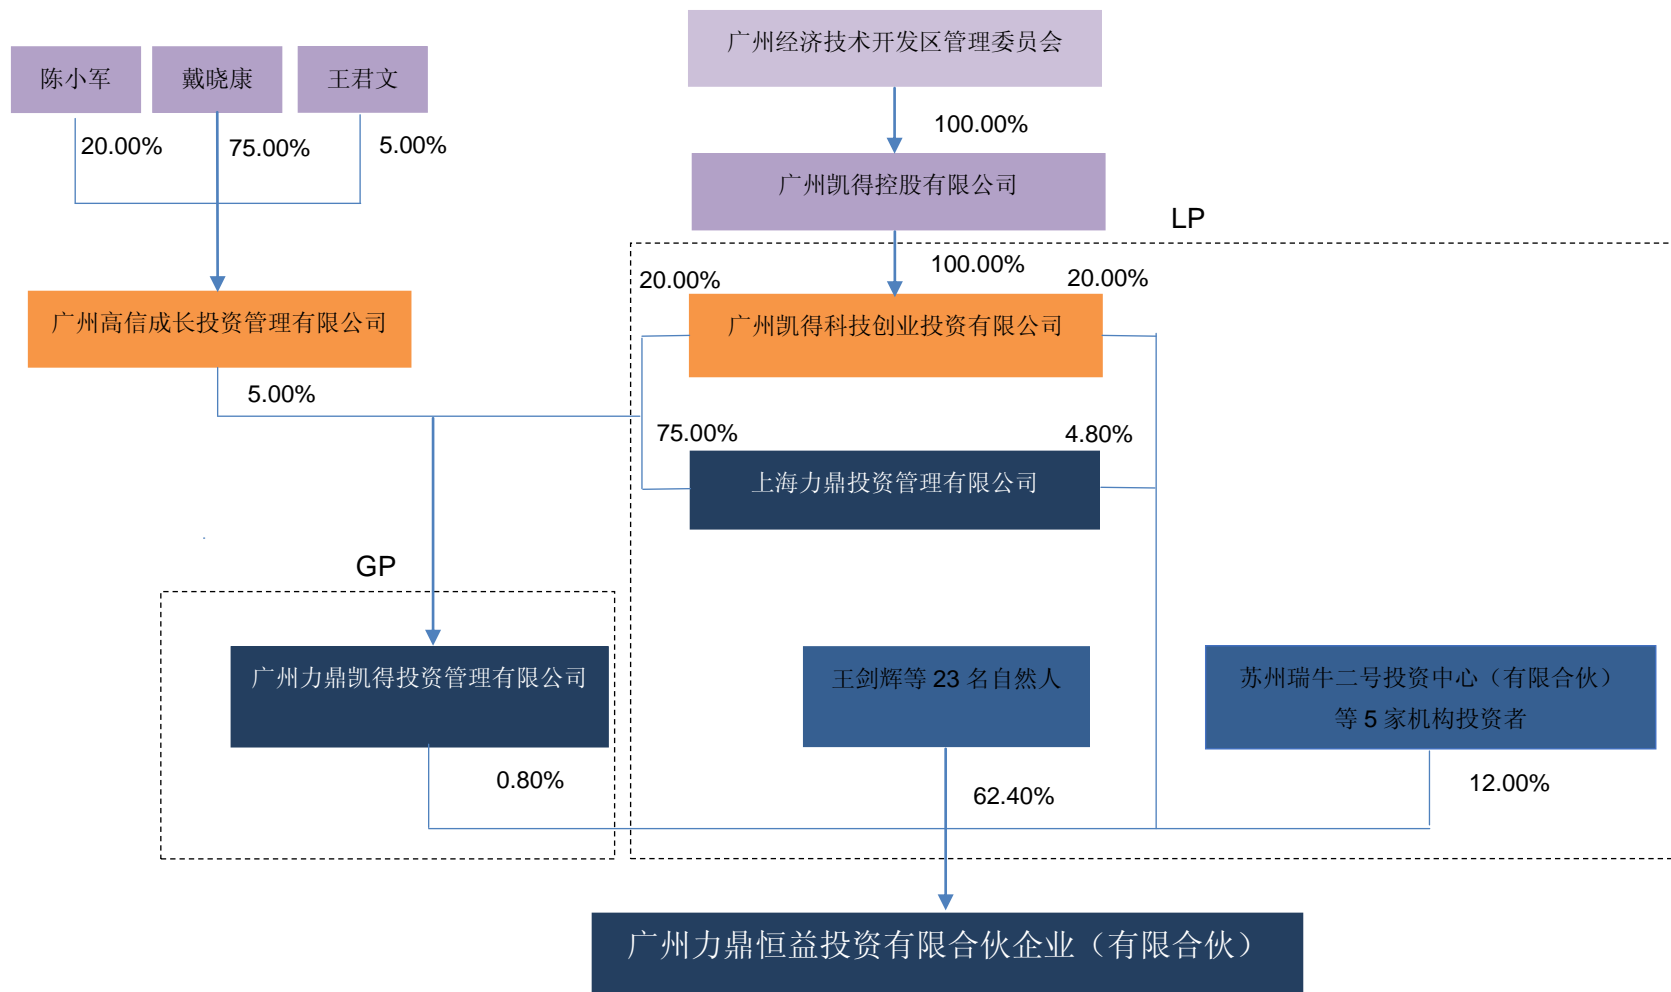 广州经济技术开发区管理委员会
陈小军
戴晓康
王君文
100.00%
20.00%
75.00%
5.00%
广州凯得控股有限公司
LP
100.00%
20.00%
20.00%
广州高信成长投资管理有限公司
广州凯得科技创业投资有限公司
5.00%
75.00%
4.80%
上海力鼎投资管理有限公司
GP
广州力鼎凯得投资管理有限公司
王剑辉等 23 名自然人
苏州瑞牛二号投资中心（有限合伙）
等 5 家机构投资者
0.80%
62.40%
12.00%
广州力鼎恒益投资有限合伙企业（有限合伙）